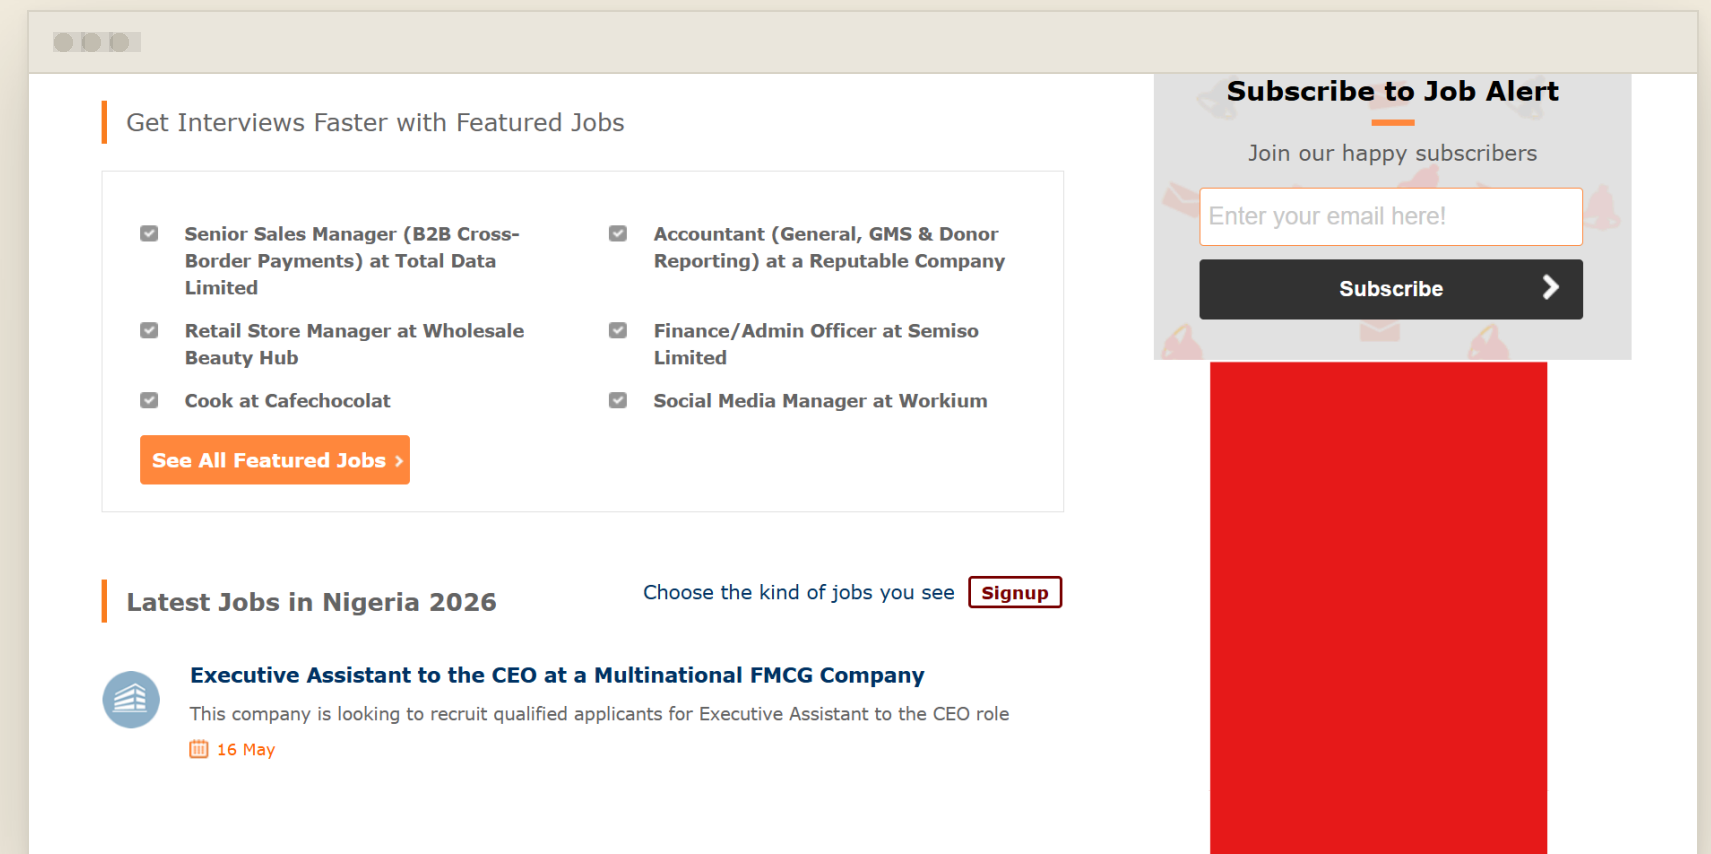 Get Interviews Faster with Featured Jobs
Senior Sales Manager (B2B Cross-
Border Payments) at Total Data
Limited
Accountant (General, GMS & Donor
Reporting) at a Reputable Company
Retail Store Manager at Wholesale
Beauty Hub
Finance/Admin Officer at Semiso
Limited
Cook at Cafechocolat
Social Media Manager at Workium
See All Featured Jobs ›
Latest Jobs in Nigeria 2026
Choose the kind of jobs you see
Signup
Executive Assistant to the CEO at a Multinational FMCG Company
This company is looking to recruit qualified applicants for Executive Assistant to the CEO role
16 May
Subscribe to Job Alert
Join our happy subscribers
Enter your email here!
Subscribe